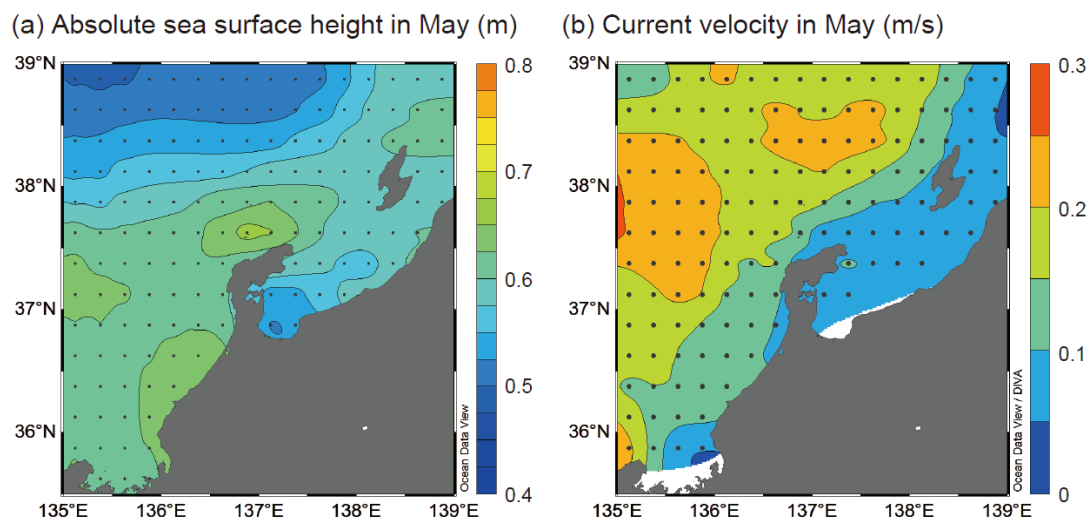 (a) Absolute sea surface height in May (m)
39°N
38°N
37°N
36°N
135°E
136°E
137°E
138°E
139°E
0.8
0.7
0.6
0.5
0.4
Ocean Data View
(b) Current velocity in May (m/s)
39°N
38°N
37°N
36°N
135°E
136°E
137°E
138°E
139°E
0.3
0.2
0.1
0
Ocean Data View / DIVA